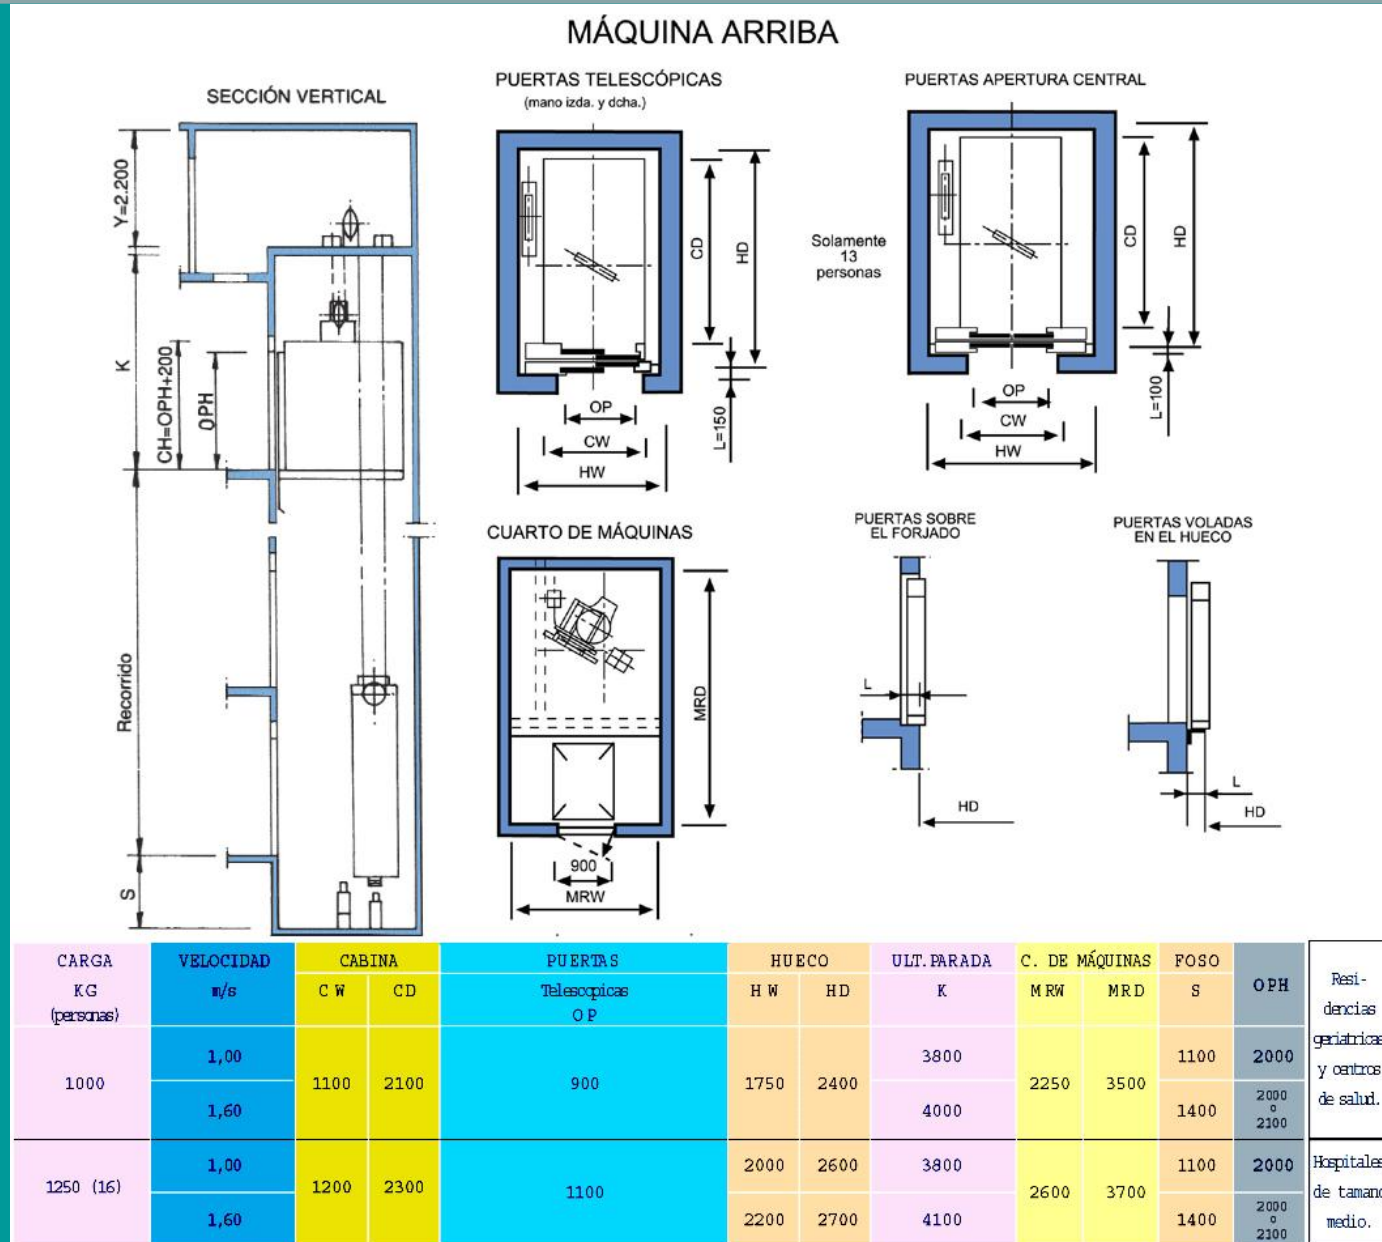 MÁQUINA ARRIBA
SECCIÓN VERTICAL
Y=2.200
K
CH=OPH+200
OPH
Recorrido
S
PUERTAS TELESCÓPICAS
(mano izda. y dcha.)
CD
HD
OP
CW
HW
L=150
PUERTAS APERTURA CENTRAL
Solamente
13
personas
CD
HD
OP
CW
HW
L=100
CUARTO DE MÁQUINAS
MRD
900
MRW
PUERTAS SOBRE
EL FORJADO
L
HD
PUERTAS VOLADAS
EN EL HUECO
L
HD
CARGA VELOCIDAD CABINA PUERTAS HUECO ULT.PARADA C. DE MÁQUINAS FOSO OPH
KG m/s CW CD Telescopicas HW HD K MRW MRD S
(personas) OP
1000 1,00 1100 2100 900 1750 2400 3800 2250 3500 1100 2000
1,60 4000 1400 2000 o 2100
1250 (16) 1,00 1200 2300 1100 2000 2600 3800 2600 3700 1100 2000
1,60 2200 2700 4100 1400 2000 o 2100
Resi-
dencias
geriatricas
y centros
de salud.
Hospitales
de tamano
medio.